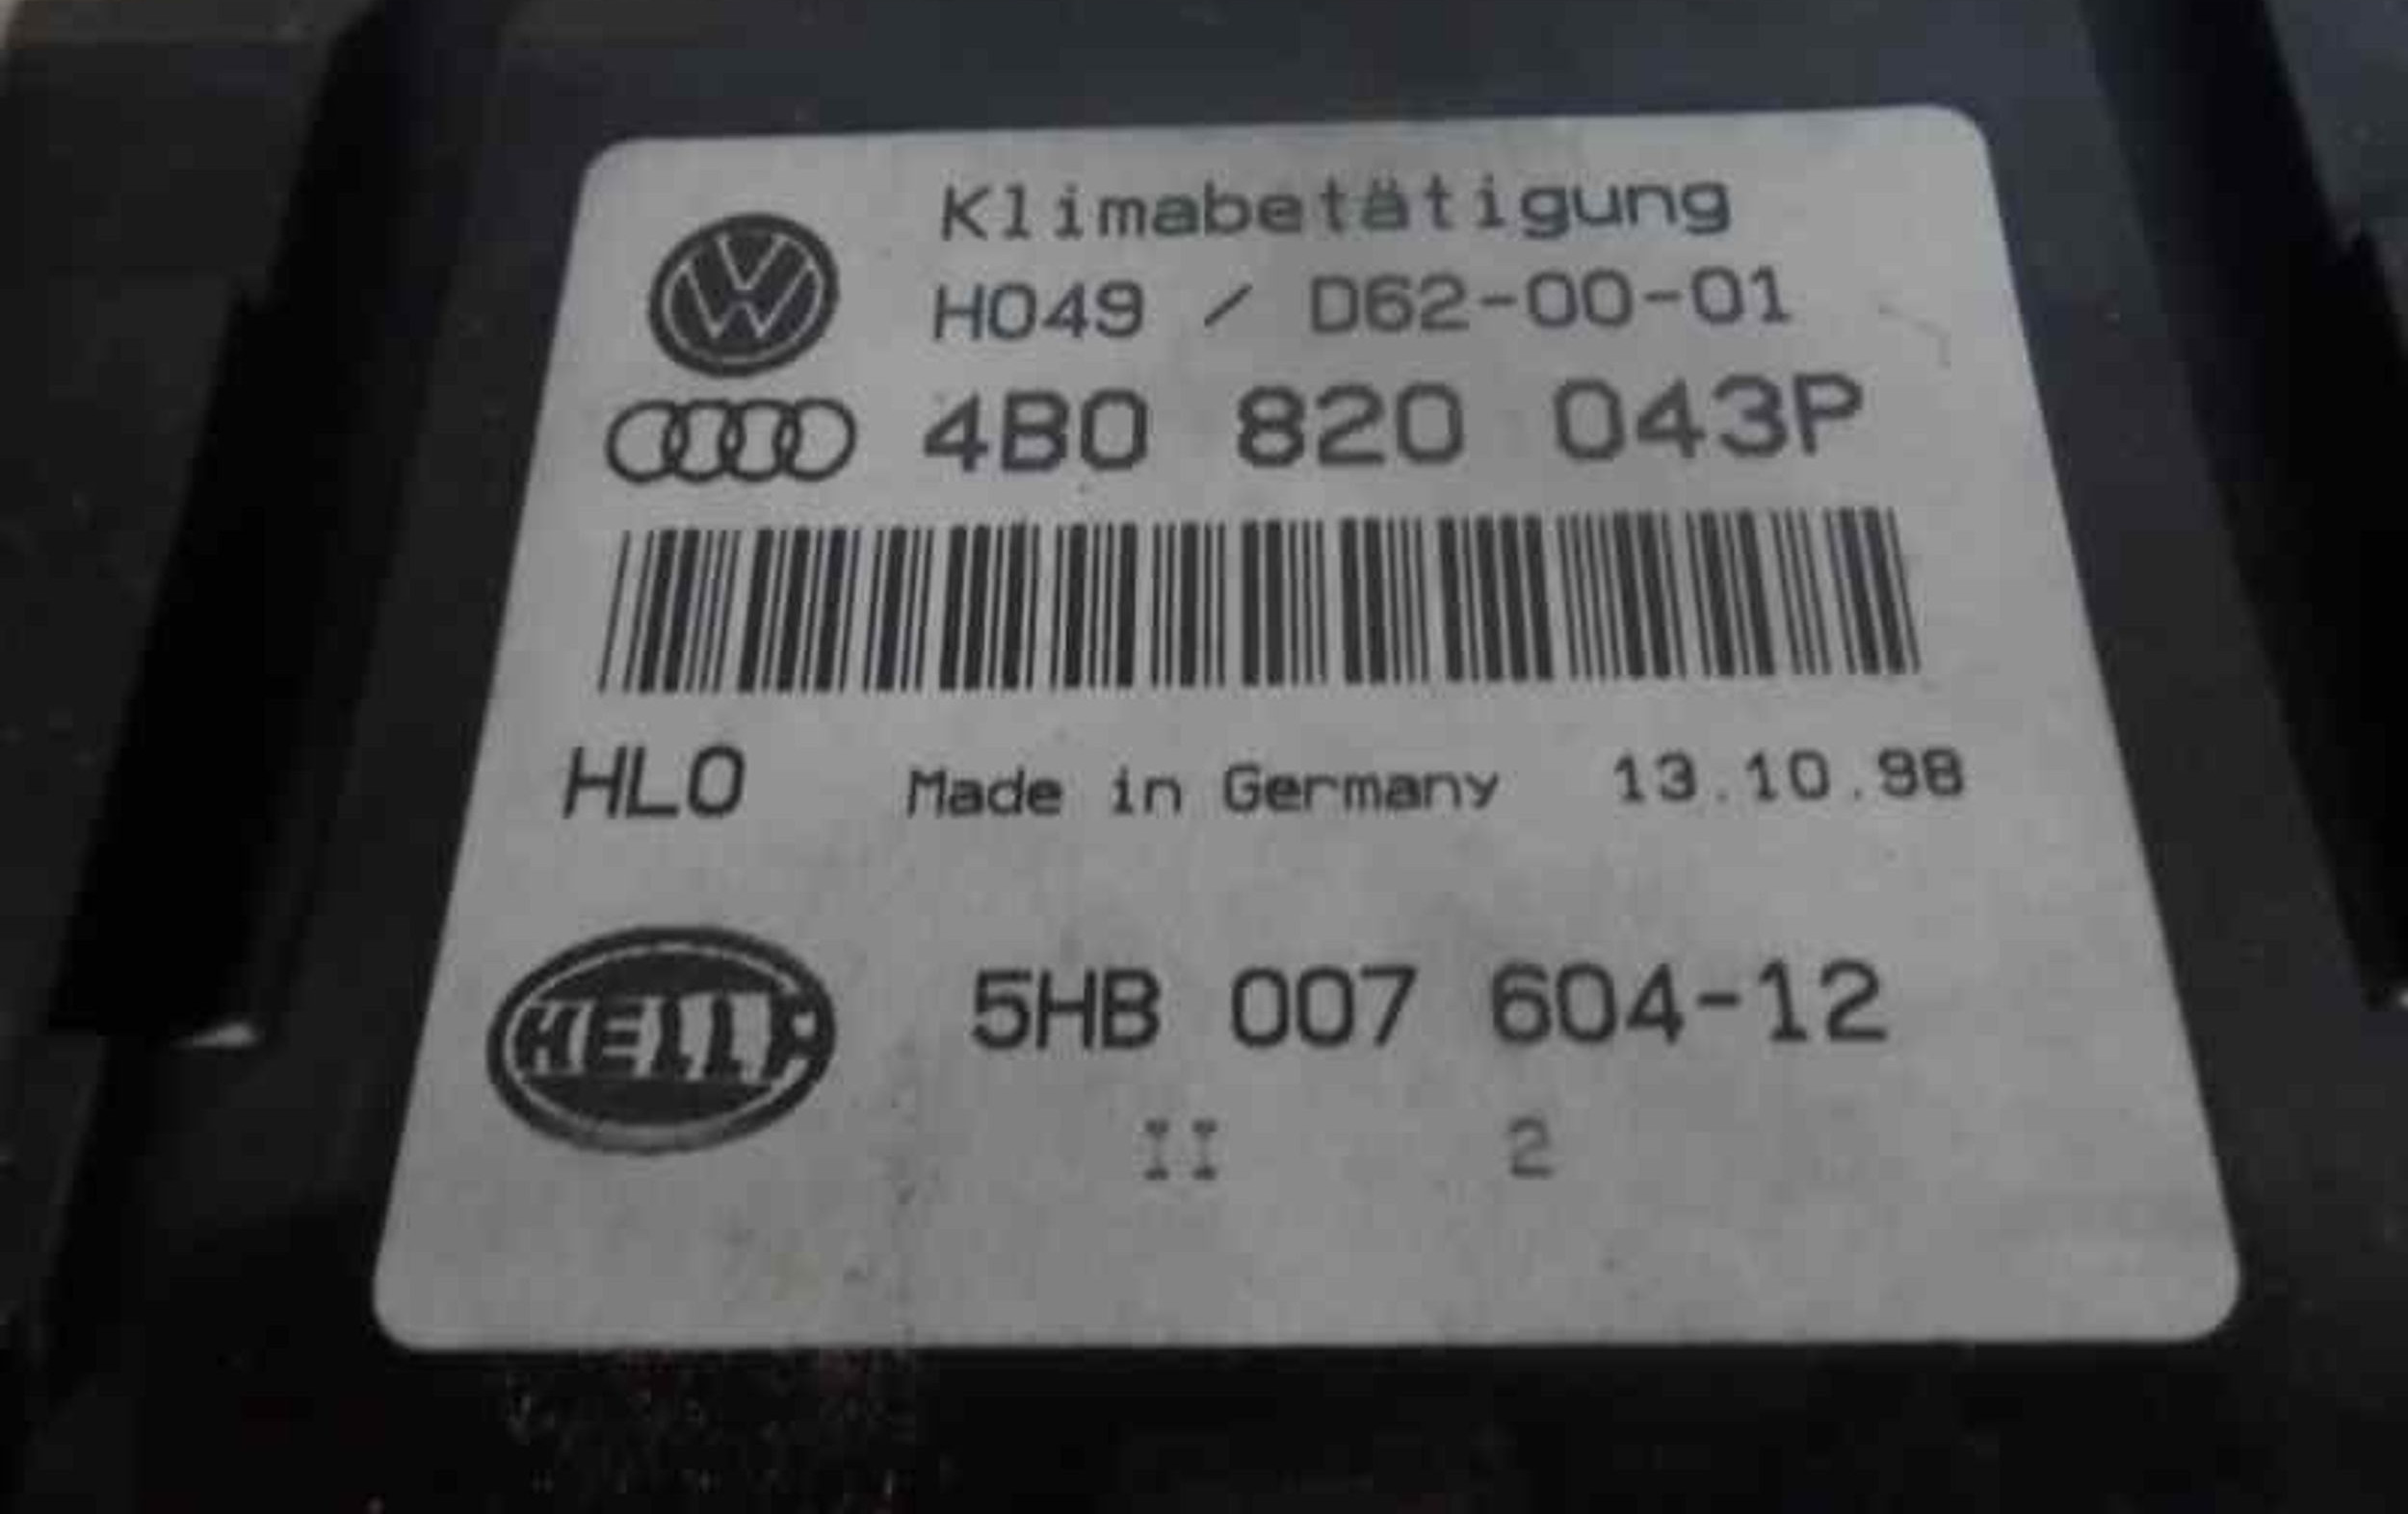 Klimabetätigung
H049 / D62-00-01
4B0 820 043P
HLO Made in Germany 13.10.98
HELLA 5HB 007 604-12
II 2